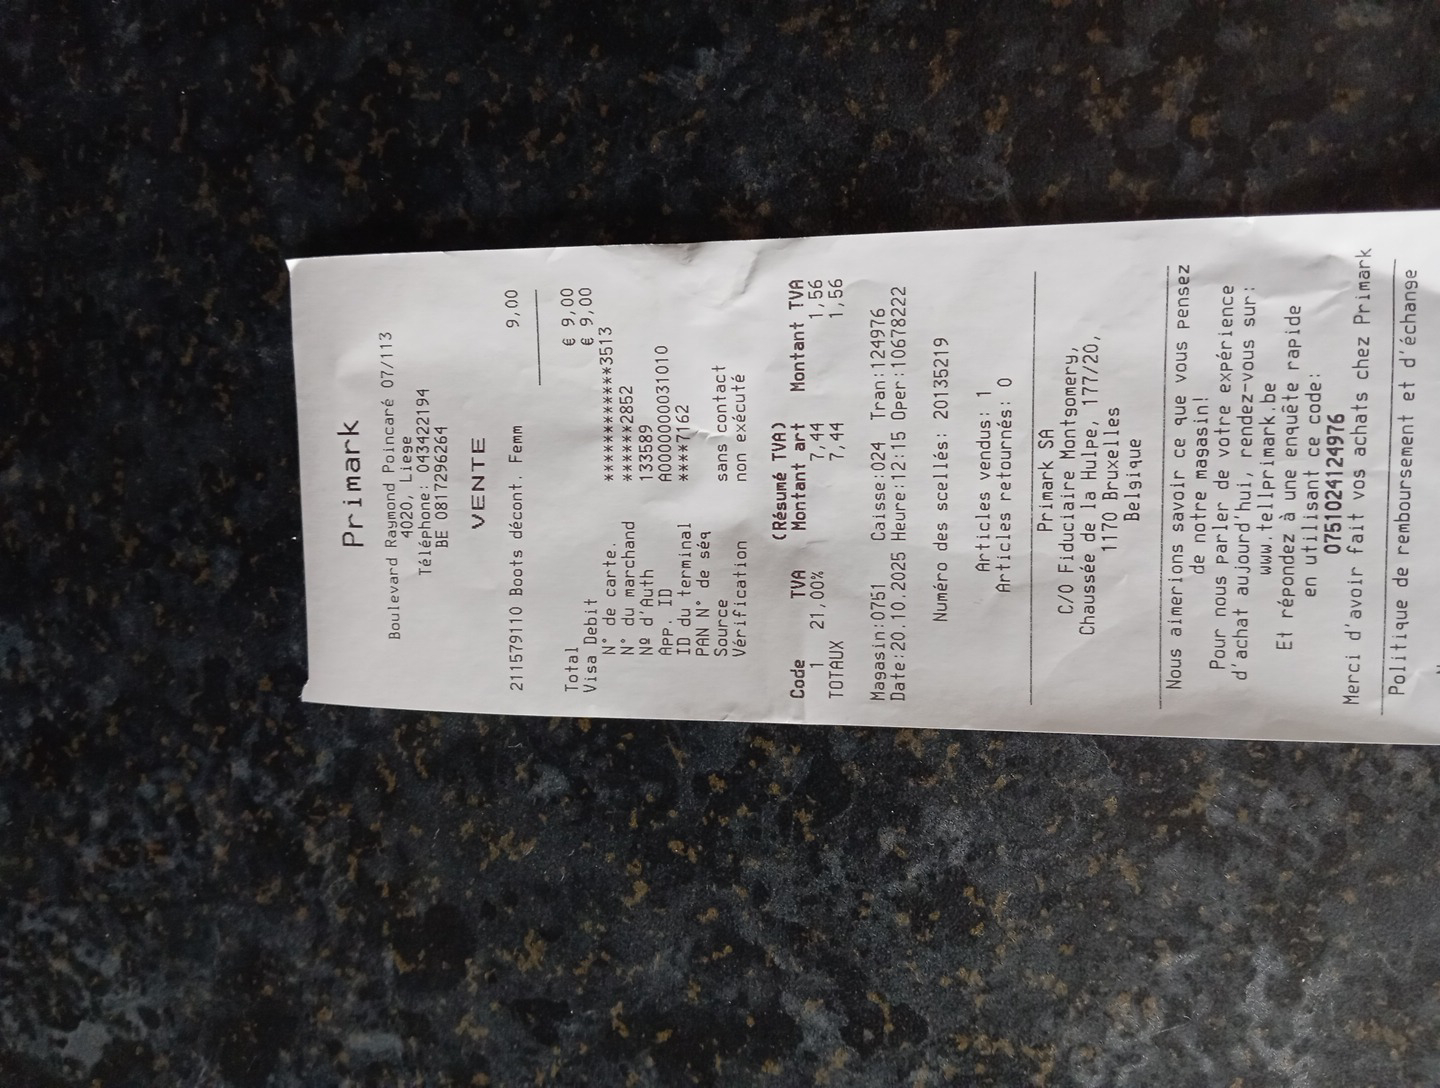 Primark
Boulevard Raymond Poincaré 07/113
4020, Liege
Téléphone: 043422194
BE 0817296264
VENTE
211579110 Boots décont. Femm 9,00
Total € 9,00
Visa Debit € 9,00
N° de carte. ************3513
N° du marchand ******2852
Nº d'Auth 133589
APP. ID A0000000031010
ID du terminal ****7162
PAN N° de séq
Source sans contact
Vérification non exécuté
(Résumé TVA)
Code TVA Montant art Montant TVA
1 21,00% 7,44 1,56
TOTAUX 7,44 1,56
Magasin:0751 Caisse:024 Tran:124976
Date:20.10.2025 Heure:12:15 Oper:10678222
Numéro des scellés: 20135219
Articles vendus: 1
Articles retournés: 0
Primark SA
C/O Fiduciaire Montgomery,
Chaussée de la Hulpe, 177/20,
1170 Bruxelles
Belgique
Nous aimerions savoir ce que vous pensez
de notre magasin!
Pour nous parler de votre expérience
d'achat aujourd'hui, rendez-vous sur:
www.tellprimark.be
Et répondez à une enquête rapide
en utilisant ce code:
0751024124976
Merci d'avoir fait vos achats chez Primark
Politique de remboursement et d'échange